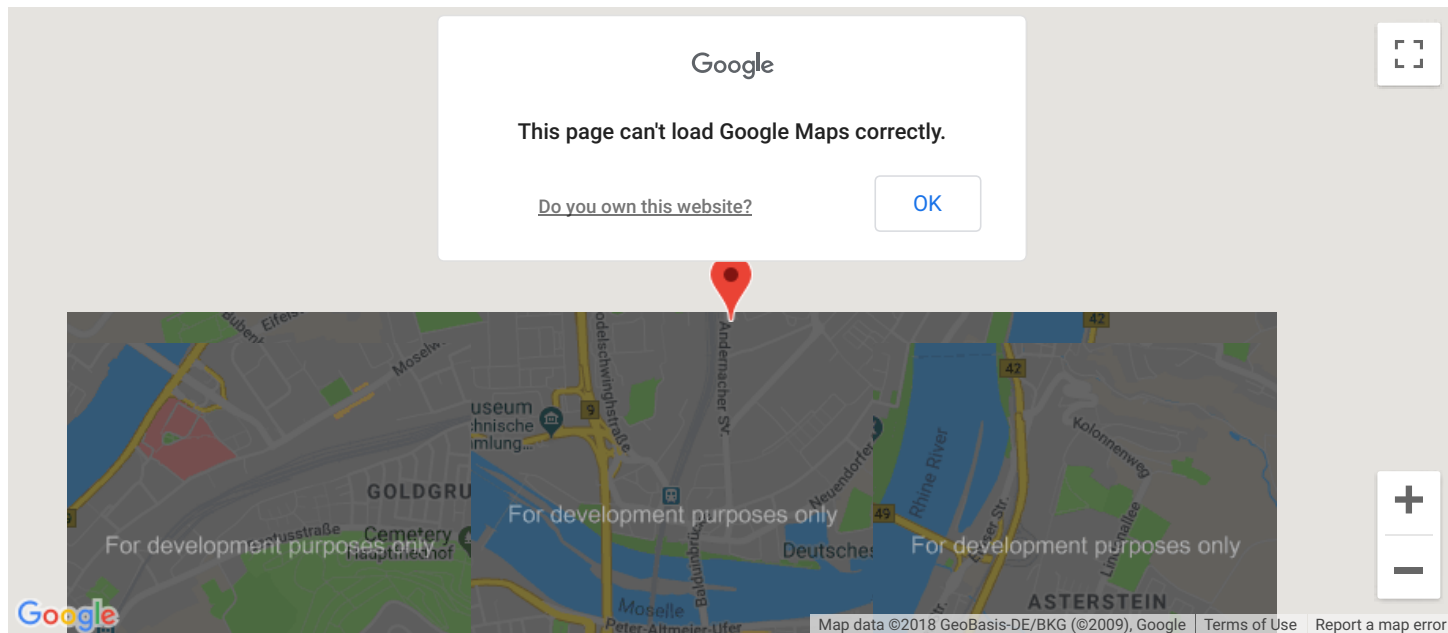 Google
This page can't load Google Maps correctly.
Do you own this website?
OK
Buben
Eifels
42
Moselw
odelschwinghstraße
Andernacher Str.
42
useum
chnische
mlung...
9
Kolonnenweg
Rhine River
Neuendorfer
GOLDGRU
For development purposes only
49
Cemetery
Hauptfriedhof
For development purposes only
Balduinbrücke
Deutsches
For development purposes only
ASTERSTEIN
Moselle
Peter-Altmeier-Ufer
Google
Map data ©2018 GeoBasis-DE/BKG (©2009), Google
Terms of Use
Report a map error